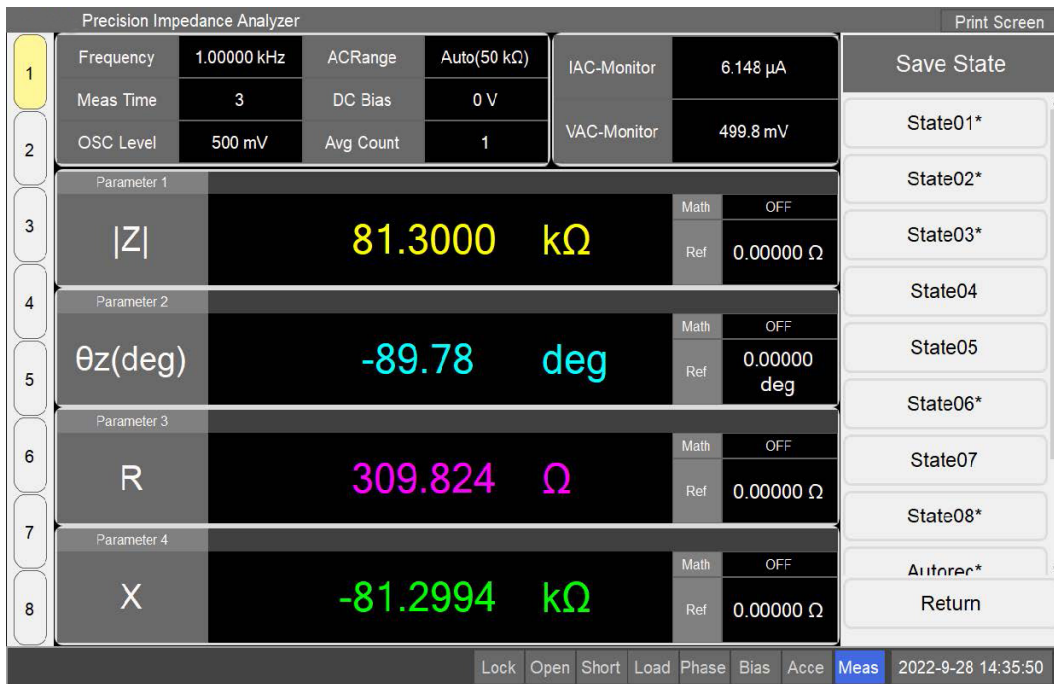 Precision Impedance Analyzer
Print Screen
1
2
3
4
5
6
7
8
Frequency 1.00000 kHz ACRange Auto(50 kΩ)
Meas Time 3 DC Bias 0 V
OSC Level 500 mV Avg Count 1
IAC-Monitor 6.148 μA
VAC-Monitor 499.8 mV
Parameter 1
|Z| 81.3000 kΩ
Math OFF
Ref 0.00000 Ω
Parameter 2
θz(deg) -89.78 deg
Math OFF
Ref 0.00000
deg
Parameter 3
R 309.824 Ω
Math OFF
Ref 0.00000 Ω
Parameter 4
X -81.2994 kΩ
Math OFF
Ref 0.00000 Ω
Save State
State01*
State02*
State03*
State04
State05
State06*
State07
State08*
Autorec*
Return
Lock Open Short Load Phase Bias Acce Meas 2022-9-28 14:35:50